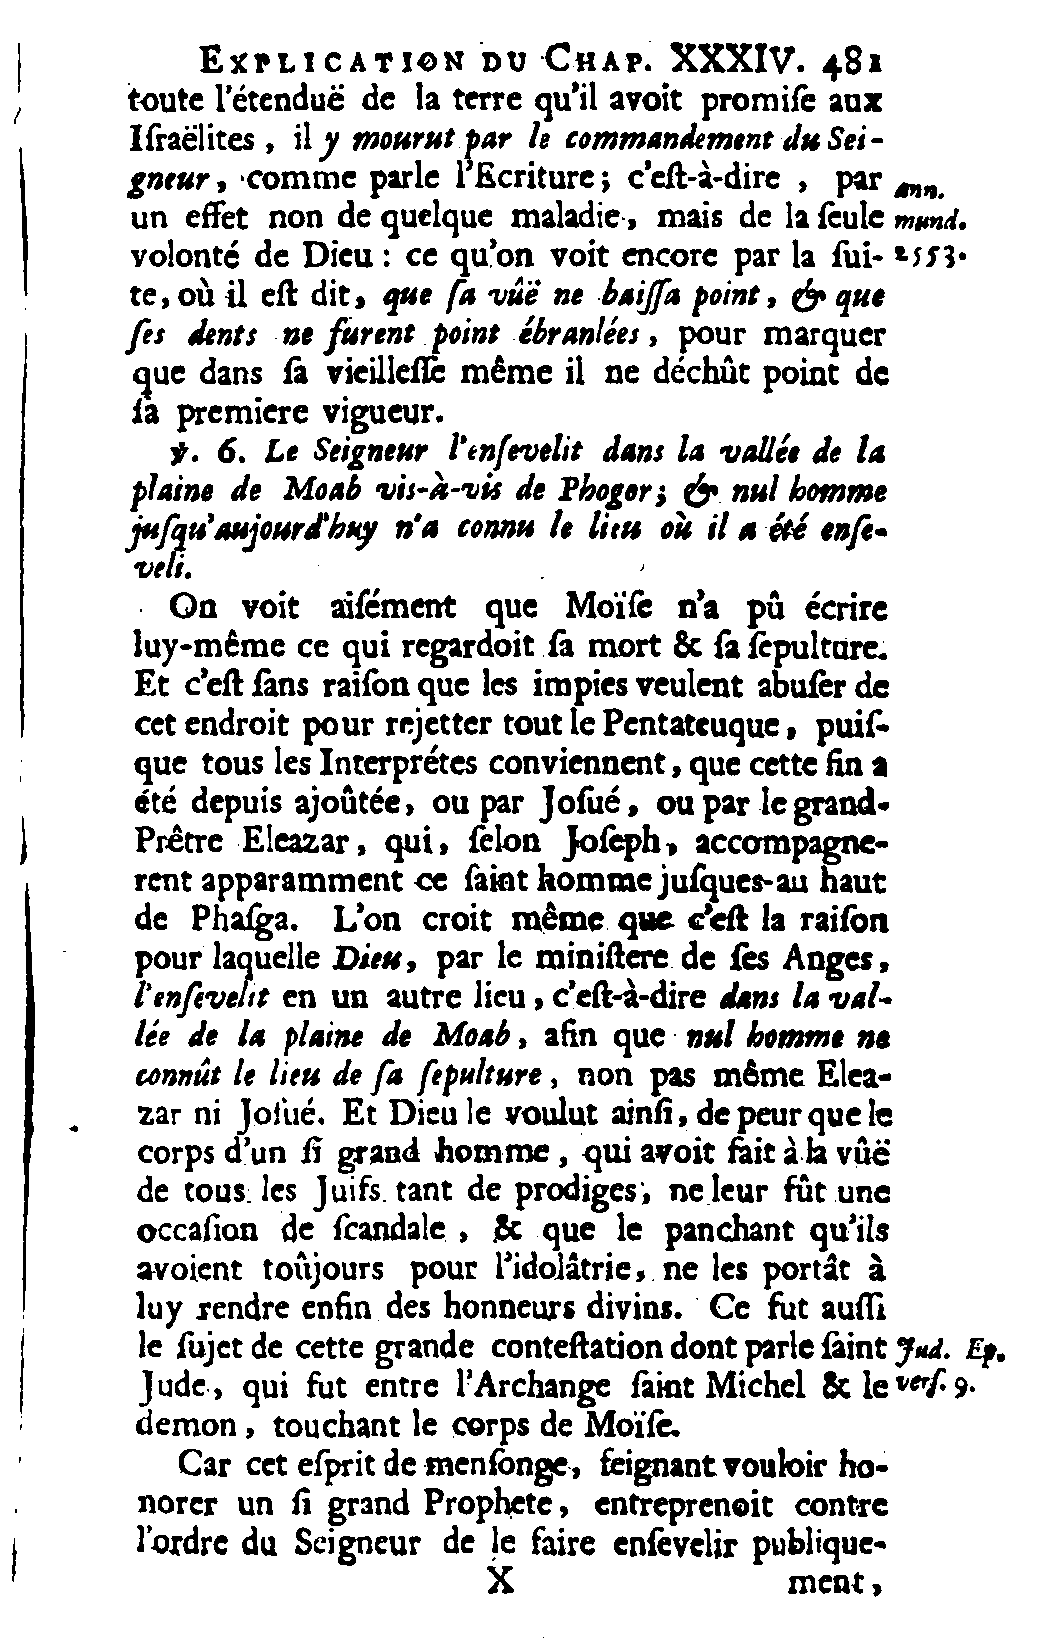 EXPLICATION DU CHAP. XXXIV. 481
toute l'étenduë de la terre qu'il avoit promiſe aux
Iſraëlites, il y mourut par le commandement du Sei-
gneur, comme parle l'Ecriture; c'eſt-à-dire, par
ann.
un effet non de quelque maladie, mais de la ſeule
mund.
volonté de Dieu : ce qu'on voit encore par la ſui-
2553.
te, où il eſt dit, que ſa vûë ne baiſſa point, & que
ſes dents ne furent point ébranlées, pour marquer
que dans ſa vieilleſſe même il ne déchût point de
ſa premiere vigueur.
℣. 6. Le Seigneur l'enſevelit dans la vallée de la
plaine de Moab vis-à-vis de Phogor; & nul homme
juſqu'aujourd'huy n'a connu le lieu où il a été enſe-
veli.
On voit aiſément que Moïſe n'a pû écrire
luy-même ce qui regardoit ſa mort & ſa ſepulture.
Et c'eſt ſans raiſon que les impies veulent abuſer de
cet endroit pour rejetter tout le Pentateuque, puiſ-
que tous les Interprétes conviennent, que cette fin a
été depuis ajoûtée, ou par Joſué, ou par le grand-
Prêtre Eleazar, qui, ſelon Joſeph, accompagne-
rent apparamment ce ſaint homme juſques-au haut
de Phaſga. L'on croit même que c'eſt la raiſon
pour laquelle Dieu, par le miniſtere de ſes Anges,
l'enſevelit en un autre lieu, c'eſt-à-dire dans la val-
lée de la plaine de Moab, afin que nul homme ne
connût le lieu de ſa ſepulture, non pas même Elea-
zar ni Joſué. Et Dieu le voulut ainſi, de peur que le
corps d'un ſi grand homme, qui avoit fait à la vûë
de tous les Juifs tant de prodiges, ne leur fût une
occaſion de ſcandale, & que le panchant qu'ils
avoient toûjours pour l'idolâtrie, ne les portât à
luy rendre enfin des honneurs divins. Ce fut auſſi
le ſujet de cette grande conteſtation dont parle ſaint
Jud. Ep.
Jude, qui fut entre l'Archange ſaint Michel & le
verſ. 9.
demon, touchant le corps de Moïſe.
Car cet eſprit de menſonge, feignant vouloir ho-
norer un ſi grand Prophete, entreprenoit contre
l'ordre du Seigneur de le faire enſevelir publique-
X
ment,